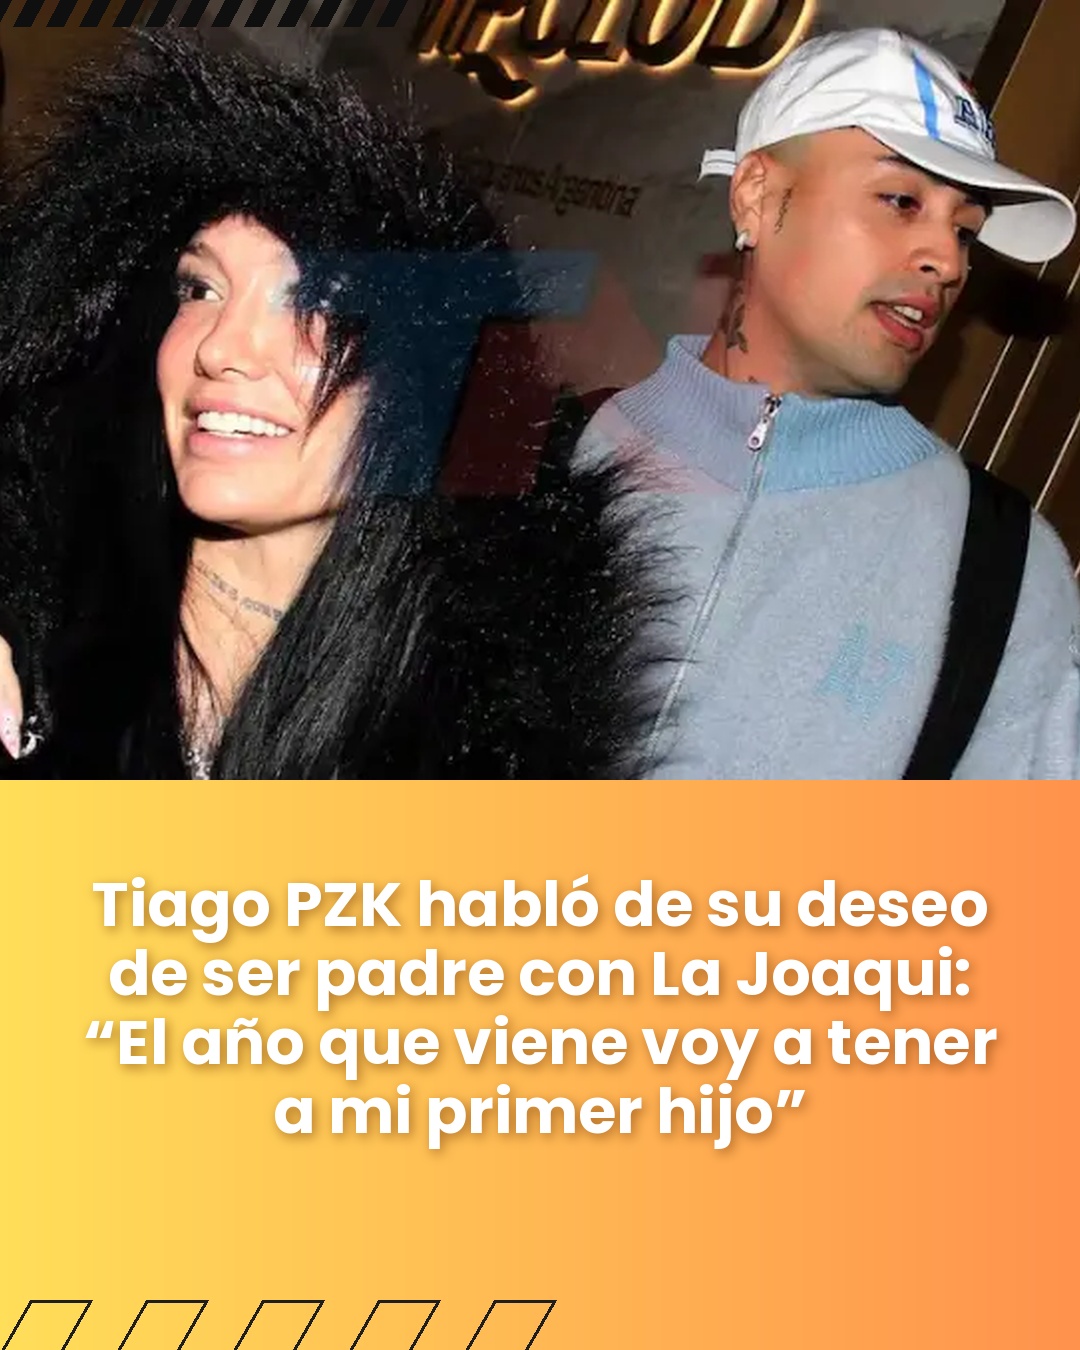 Tiago PZK habló de su deseo
de ser padre con La Joaqui:
“El año que viene voy a tener
a mi primer hijo”